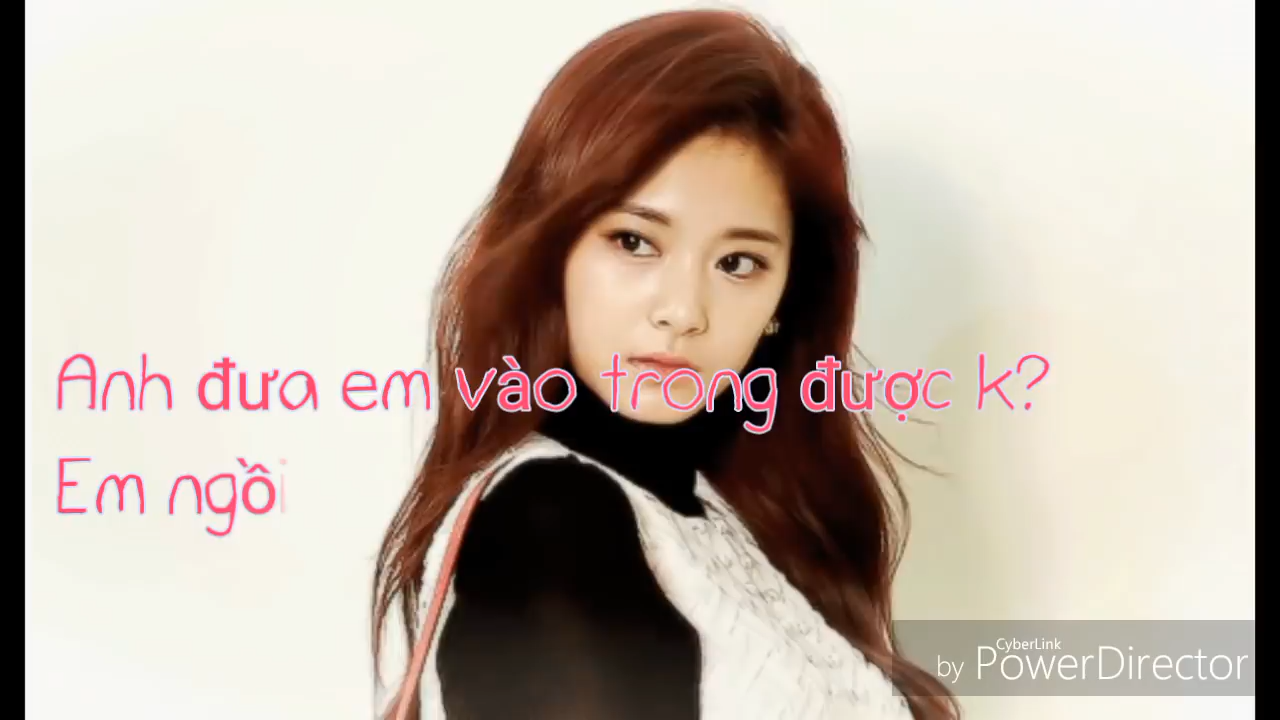 Anh đưa em vào trong được k?
Em ngồi
CyberLink
by PowerDirector